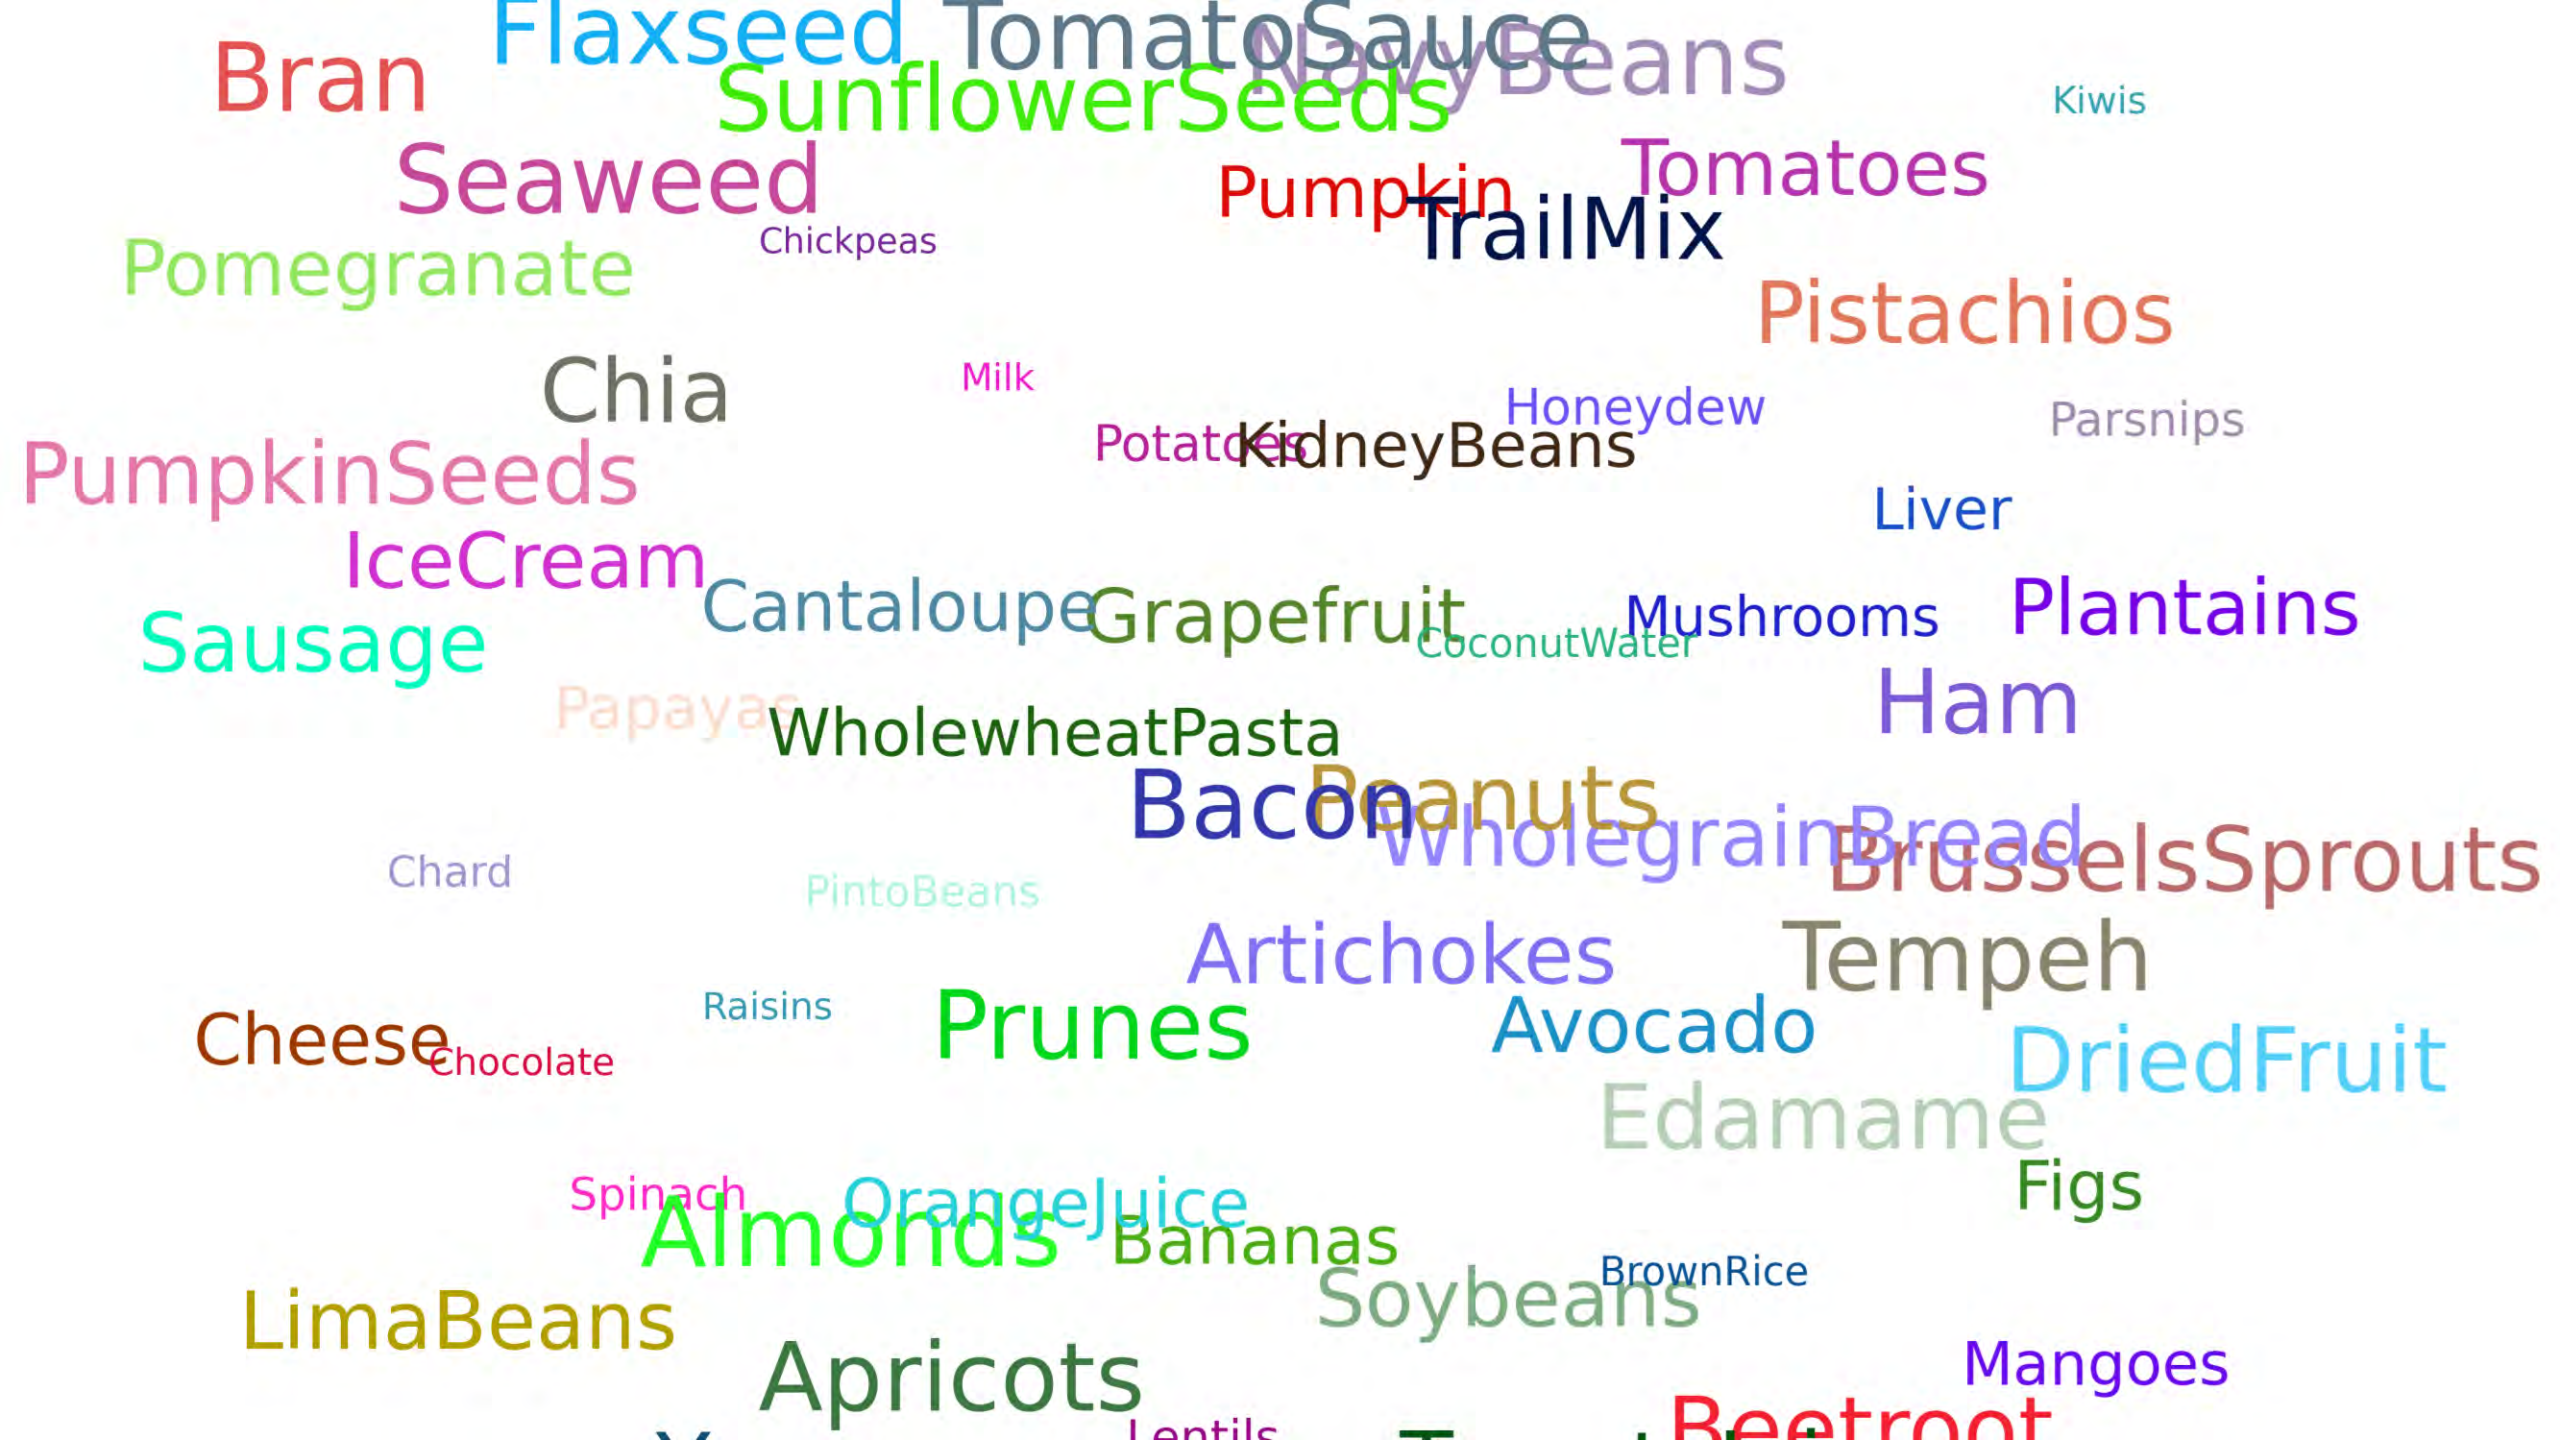 Flaxseed
TomatoSauce
NavyBeans
Bran
SunflowerSeeds
Kiwis
Seaweed
Pumpkin
Tomatoes
TrailMix
Chickpeas
Pomegranate
Pistachios
Chia
Milk
Honeydew
Parsnips
Potatoes
KidneyBeans
PumpkinSeeds
Liver
IceCream
Cantaloupe
Grapefruit
Mushrooms
Plantains
CoconutWater
Sausage
Papayas
WholewheatPasta
Ham
Bacon
Peanuts
WholegrainBread
BrusselsSprouts
Chard
PintoBeans
Artichokes
Tempeh
Raisins
Prunes
Avocado
Cheese
Chocolate
DriedFruit
Edamame
Spinach
OrangeJuice
Figs
Almonds
Bananas
BrownRice
Soybeans
LimaBeans
Apricots
Mangoes
Lentils
Beetroot